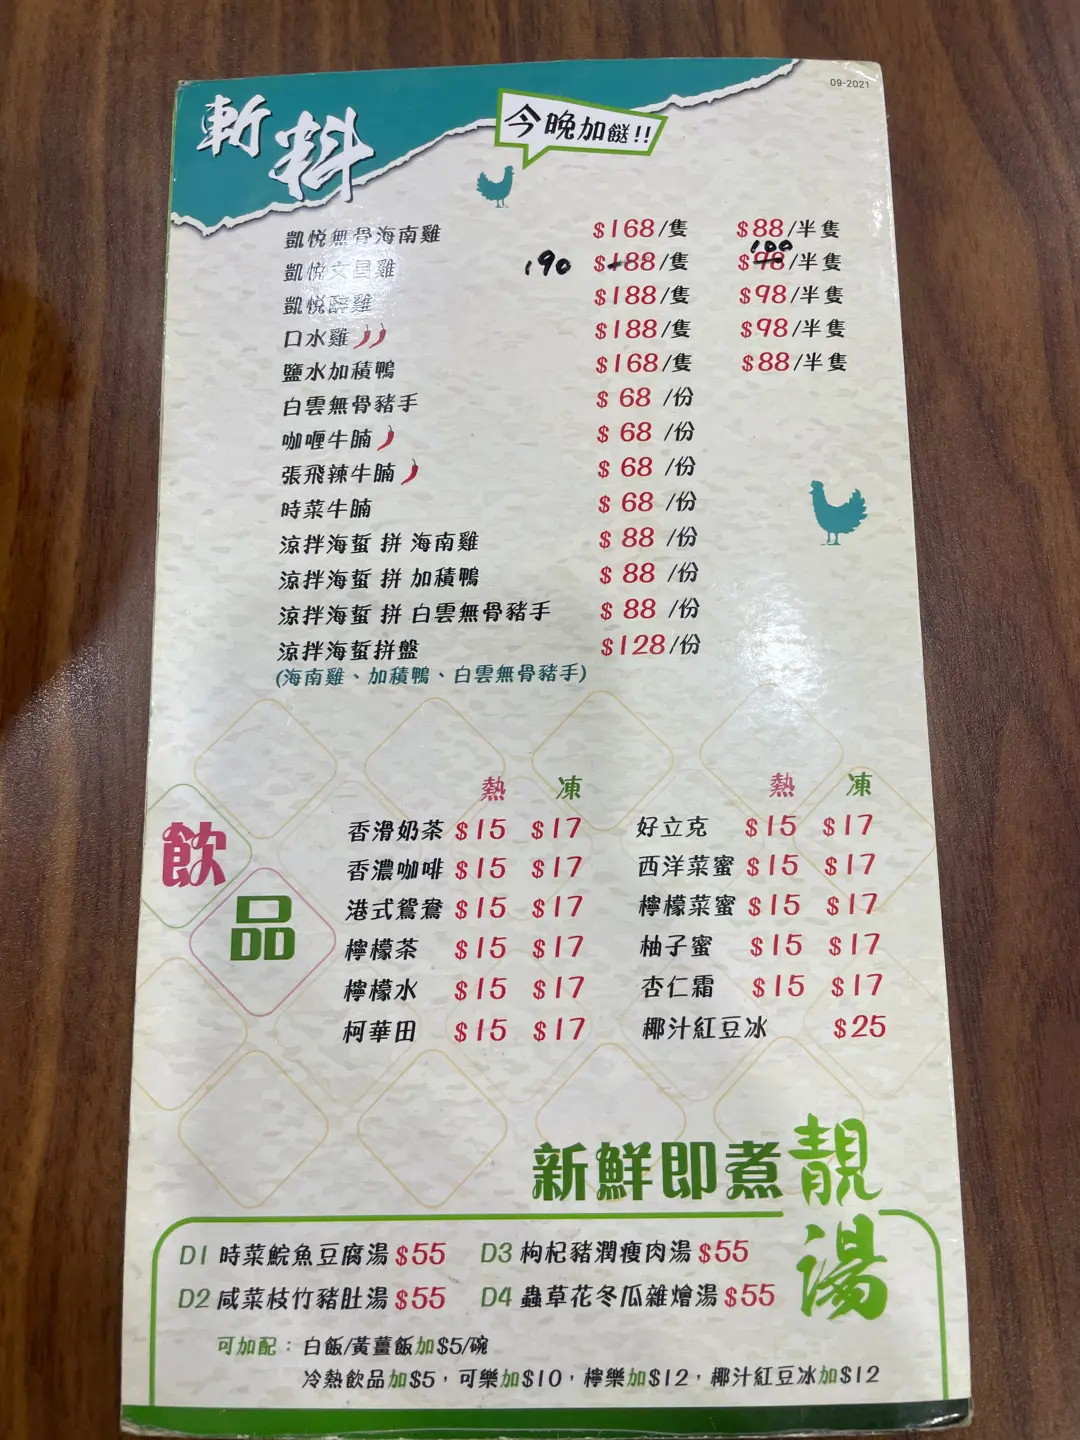 09-2021
斬料
今晚加餸!!
凱悅無骨海南雞 $168/隻 $88/半隻
凱悅文昌雞 190 $188/隻 100 $98/半隻
凱悅醉雞 $188/隻 $98/半隻
口水雞 $188/隻 $98/半隻
鹽水加積鴨 $168/隻 $88/半隻
白雲無骨豬手 $68/份
咖喱牛腩 $68/份
張飛辣牛腩 $68/份
時菜牛腩 $68/份
涼拌海蜇 拼 海南雞 $88/份
涼拌海蜇 拼 加積鴨 $88/份
涼拌海蜇 拼 白雲無骨豬手 $88/份
涼拌海蜇拼盤 $128/份
(海南雞、加積鴨、白雲無骨豬手)
飲品
熱 凍
香滑奶茶 $15 $17
香濃咖啡 $15 $17
港式鴛鴦 $15 $17
檸檬茶 $15 $17
檸檬水 $15 $17
柯華田 $15 $17
熱 凍
好立克 $15 $17
西洋菜蜜 $15 $17
檸檬菜蜜 $15 $17
柚子蜜 $15 $17
杏仁霜 $15 $17
椰汁紅豆冰 $25
新鮮即煮靚湯
D1 時菜鯇魚豆腐湯 $55 D3 枸杞豬潤瘦肉湯 $55
D2 咸菜枝竹豬肚湯 $55 D4 蟲草花冬瓜雜燴湯 $55
可加配：白飯/黃薑飯加$5/碗
冷熱飲品加$5，可樂加$10，檸樂加$12，椰汁紅豆冰加$12